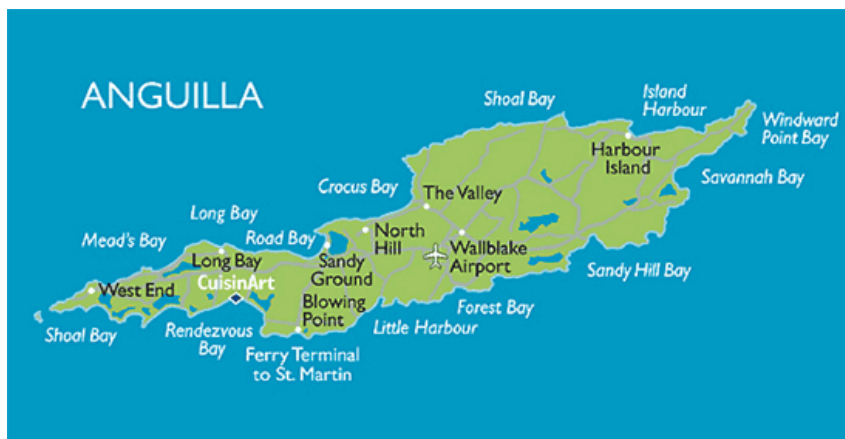 ANGUILLA
Shoal Bay
Island
Harbour
Windward
Point Bay
Harbour
Island
Savannah Bay
Crocus Bay
The Valley
Long Bay
Road Bay
North
Hill
Mead's Bay
Long Bay
Sandy
Ground
Wallblake
Airport
Sandy Hill Bay
West End
CuisinArt
Blowing
Point
Forest Bay
Little Harbour
Shoal Bay
Rendezvous
Bay
Ferry Terminal
to St. Martin